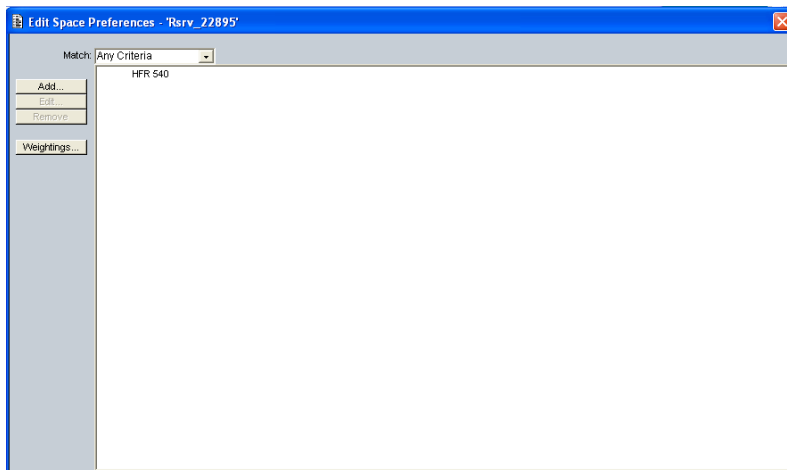 Edit Space Preferences - 'Rsrv_22895'
Match: Any Criteria
HFR 540
Add...
Edit...
Remove
Weightings...